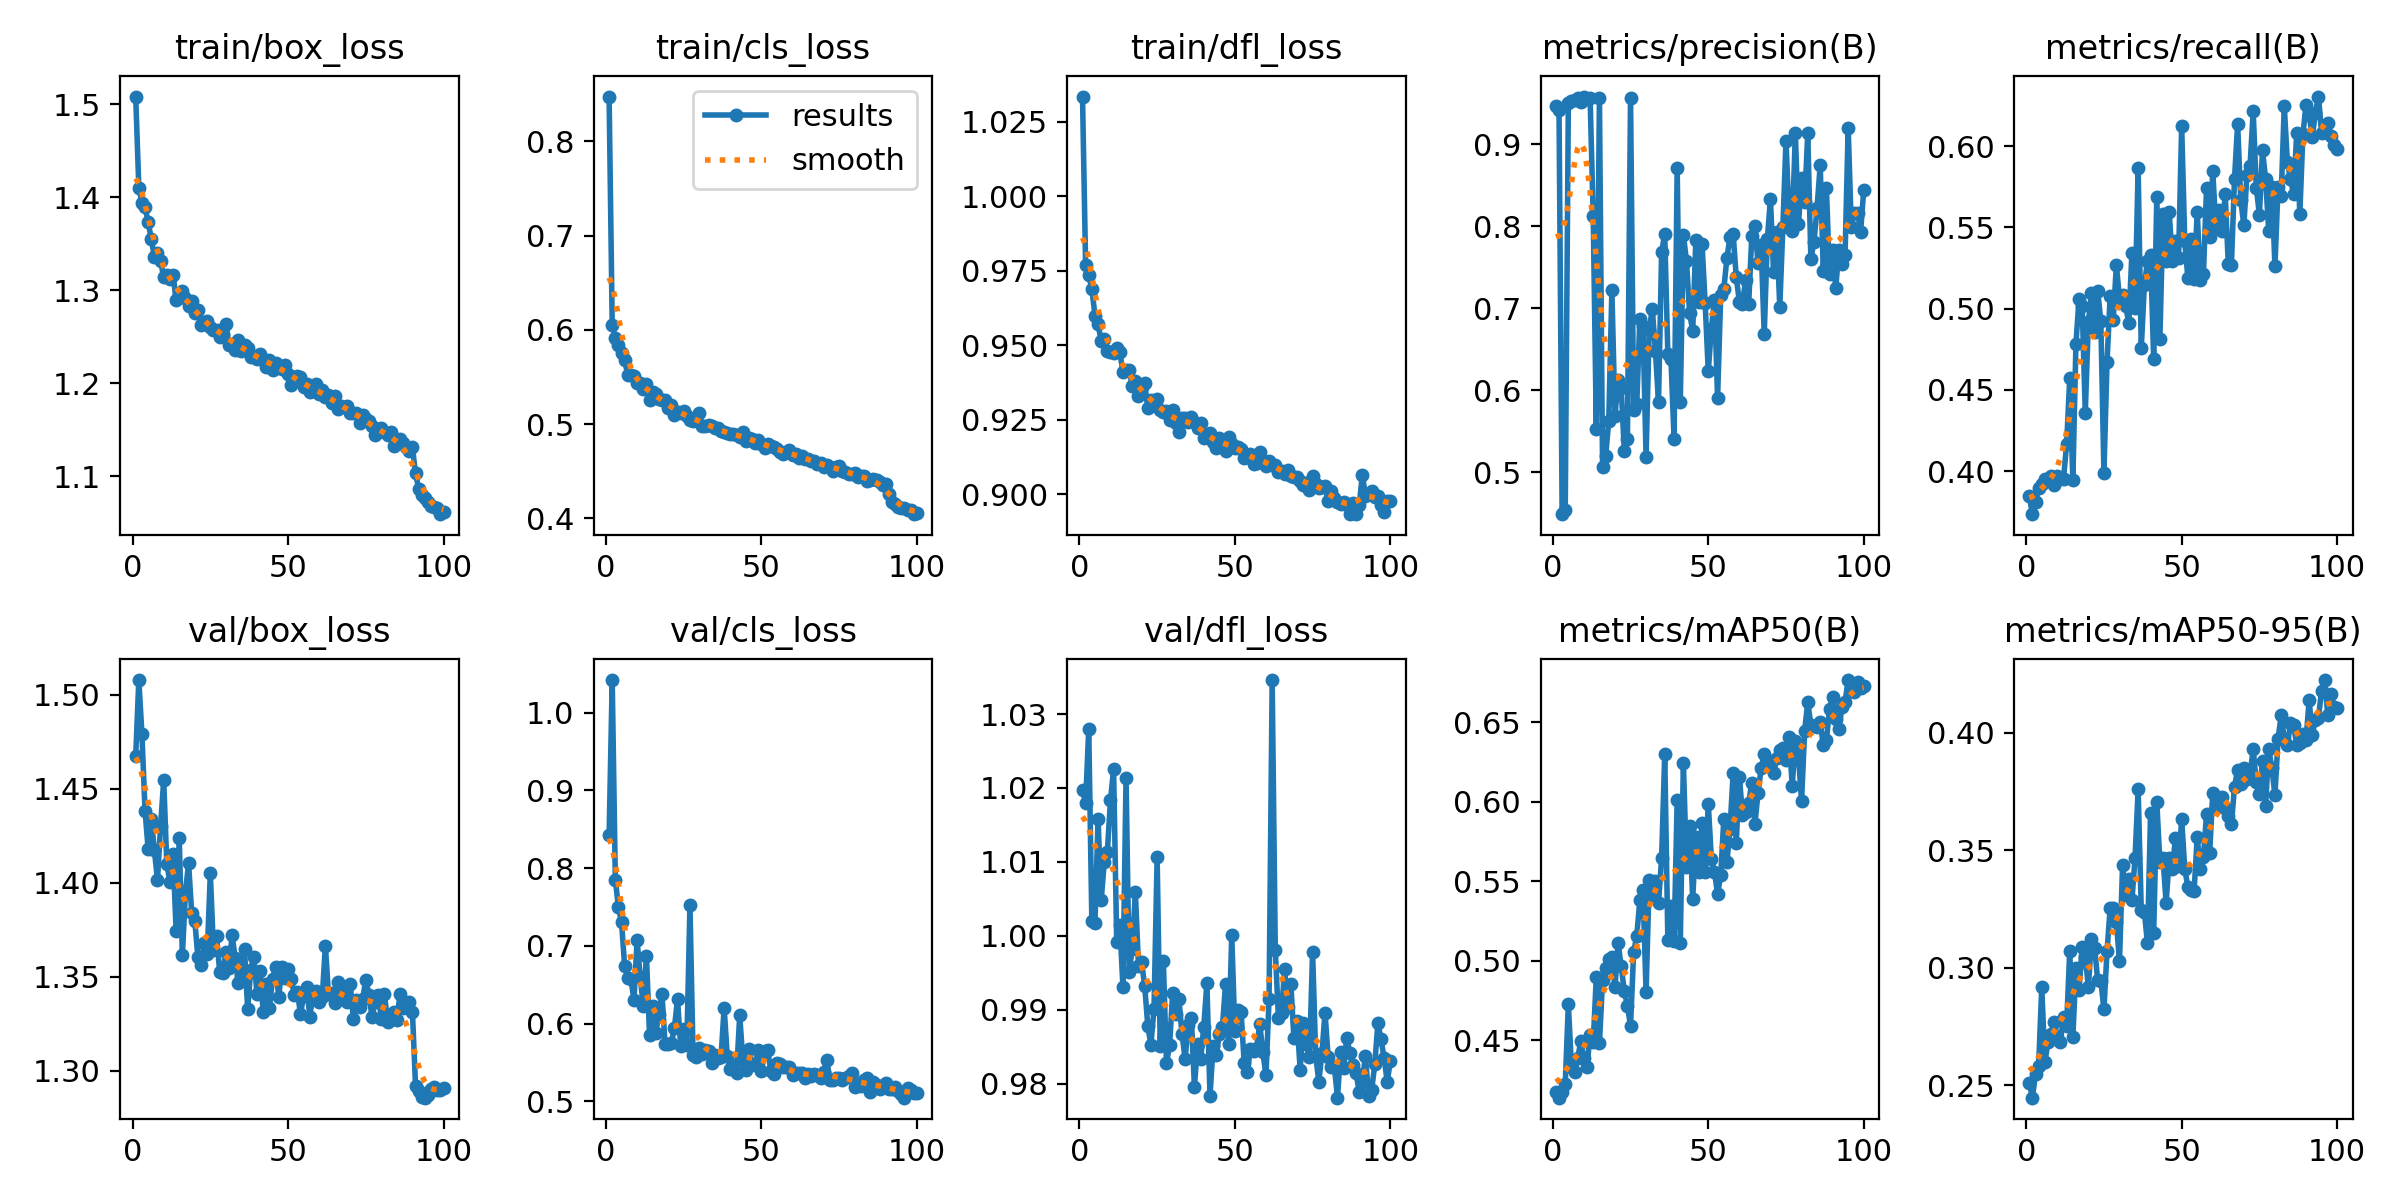 train/box_loss
1.5
1.4
1.3
1.2
1.1
0 50 100
train/cls_loss
results
smooth
0.8
0.7
0.6
0.5
0.4
0 50 100
train/dfl_loss
1.025
1.000
0.975
0.950
0.925
0.900
0 50 100
metrics/precision(B)
0.9
0.8
0.7
0.6
0.5
0 50 100
metrics/recall(B)
0.60
0.55
0.50
0.45
0.40
0 50 100
val/box_loss
1.50
1.45
1.40
1.35
1.30
0 50 100
val/cls_loss
1.0
0.9
0.8
0.7
0.6
0.5
0 50 100
val/dfl_loss
1.03
1.02
1.01
1.00
0.99
0.98
0 50 100
metrics/mAP50(B)
0.65
0.60
0.55
0.50
0.45
0 50 100
metrics/mAP50-95(B)
0.40
0.35
0.30
0.25
0 50 100